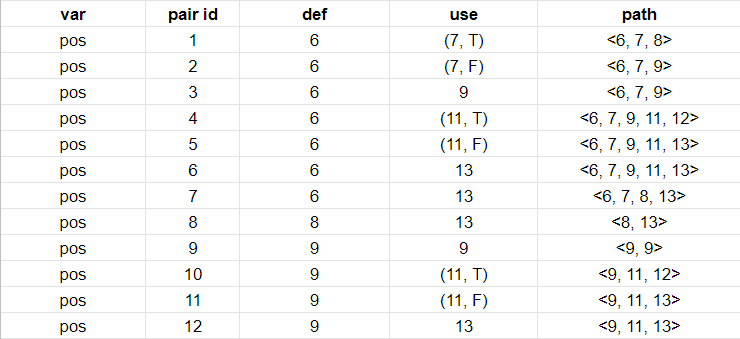 var pair id def use path
pos 1 6 (7, T) <6, 7, 8>
pos 2 6 (7, F) <6, 7, 9>
pos 3 6 9 <6, 7, 9>
pos 4 6 (11, T) <6, 7, 9, 11, 12>
pos 5 6 (11, F) <6, 7, 9, 11, 13>
pos 6 6 13 <6, 7, 9, 11, 13>
pos 7 6 13 <6, 7, 8, 13>
pos 8 8 13 <8, 13>
pos 9 9 9 <9, 9>
pos 10 9 (11, T) <9, 11, 12>
pos 11 9 (11, F) <9, 11, 13>
pos 12 9 13 <9, 11, 13>